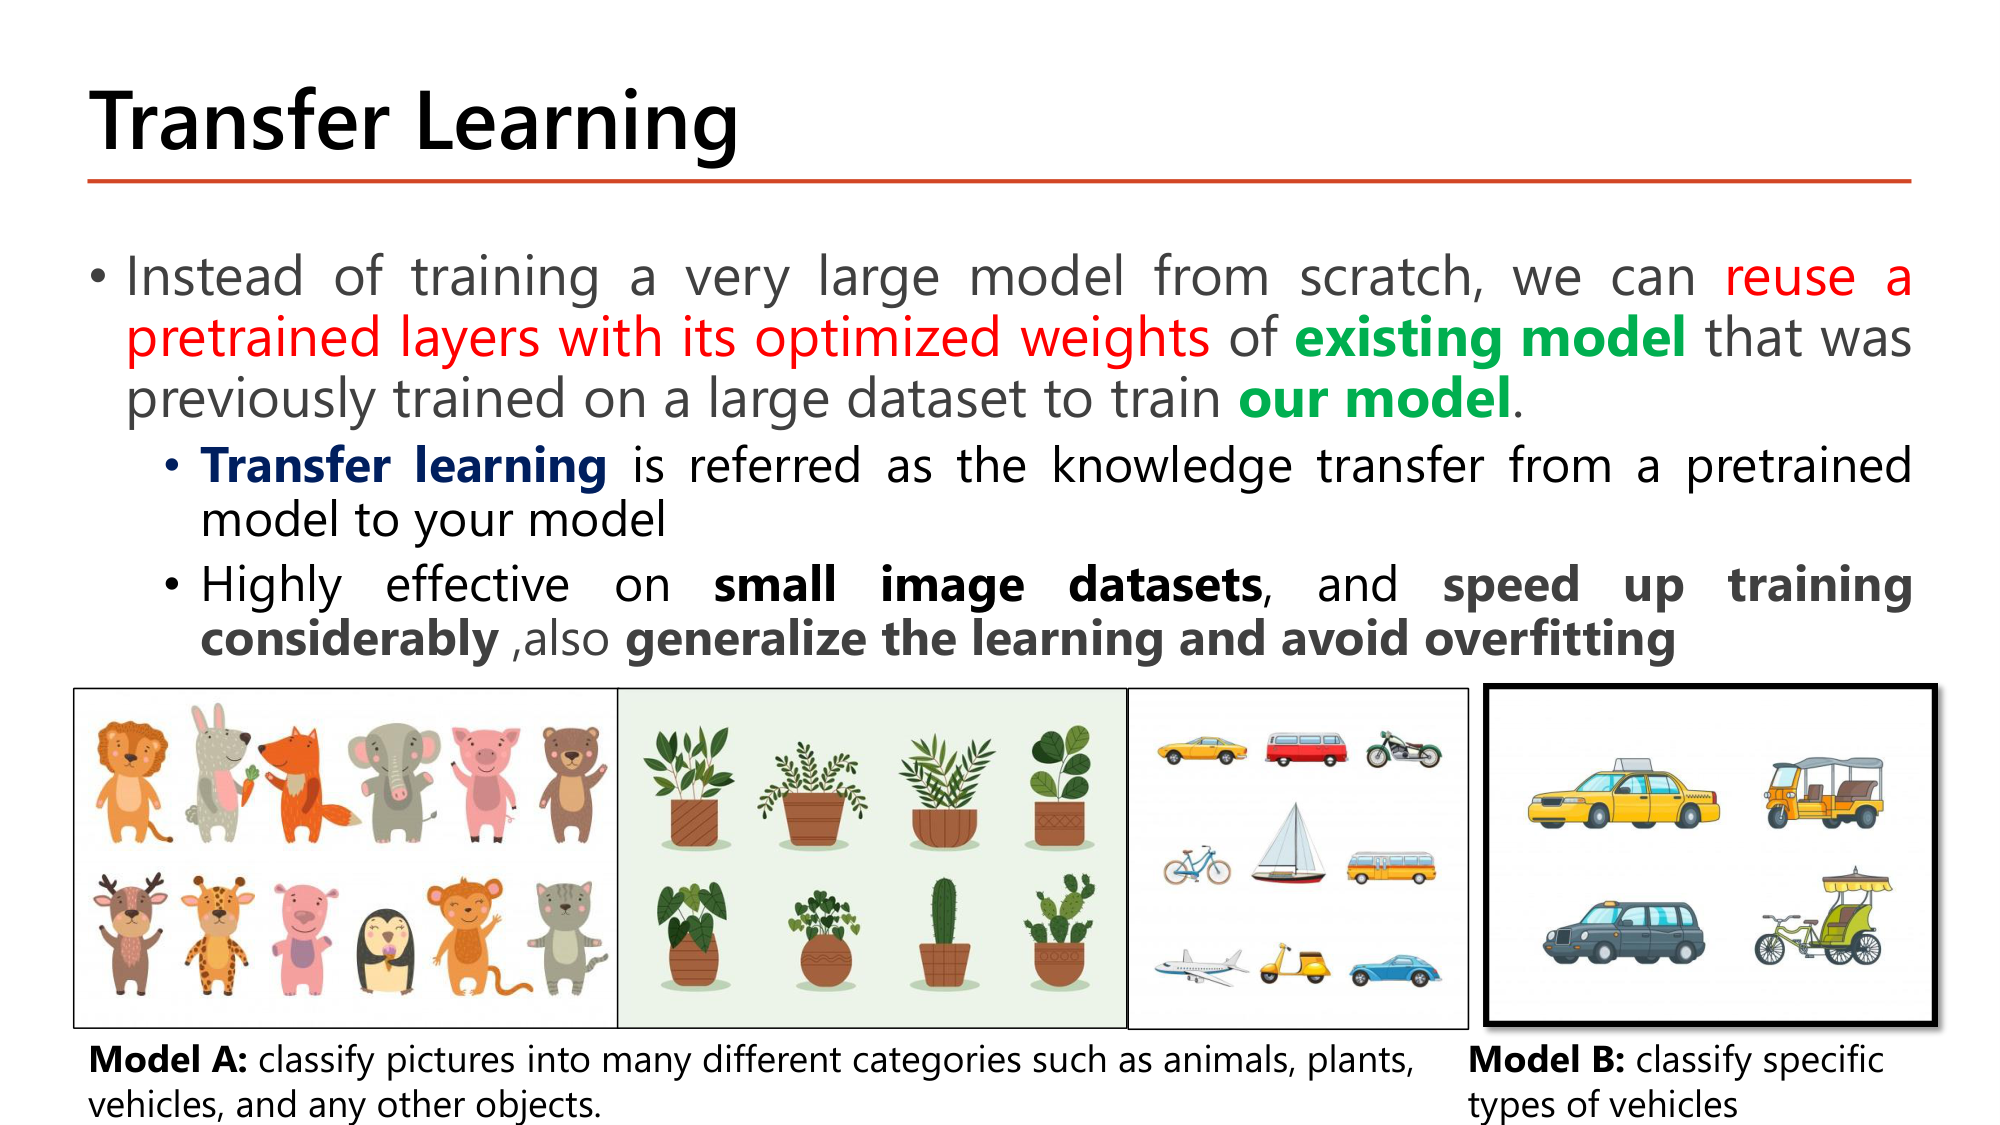 Transfer Learning
• Instead of training a very large model from scratch, we can reuse a
pretrained layers with its optimized weights of existing model that was
previously trained on a large dataset to train our model.
• Transfer learning is referred as the knowledge transfer from a pretrained
model to your model
• Highly effective on small image datasets, and speed up training
considerably ,also generalize the learning and avoid overfitting
Model A: classify pictures into many different categories such as animals, plants,
vehicles, and any other objects.
Model B: classify specific
types of vehicles